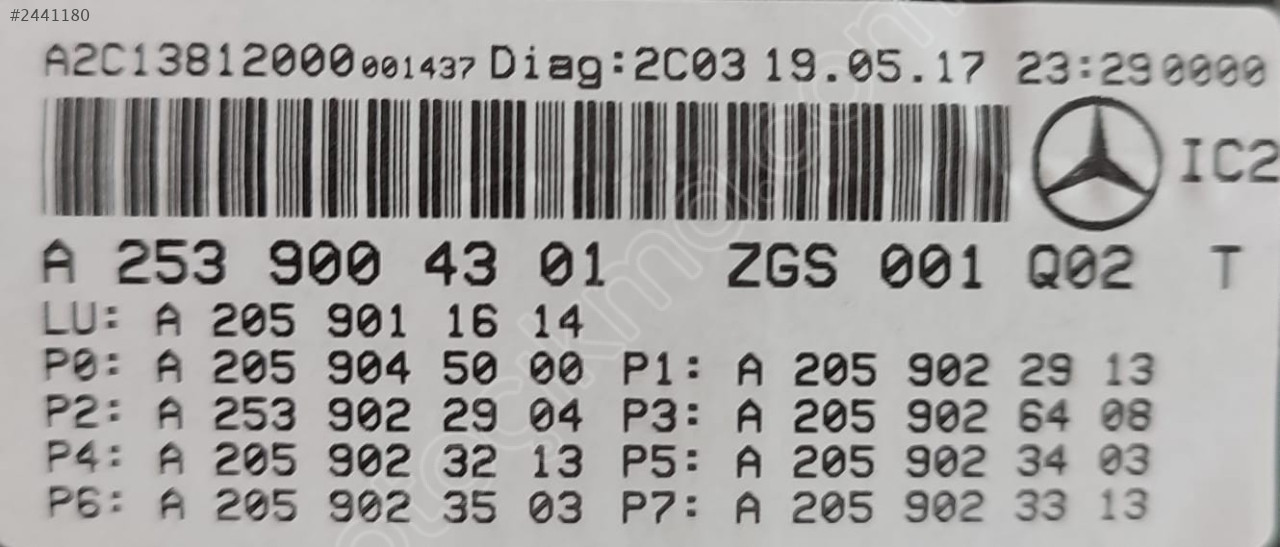 #2441180
A2C13812000001437 Diag:2C03 19.05.17 23:290000
IC2
A 253 900 43 01 ZGS 001 Q02 T
LU: A 205 901 16 14
P0: A 205 904 50 00 P1: A 205 902 29 13
P2: A 253 902 29 04 P3: A 205 902 64 08
P4: A 205 902 32 13 P5: A 205 902 34 03
P6: A 205 902 35 03 P7: A 205 902 33 13